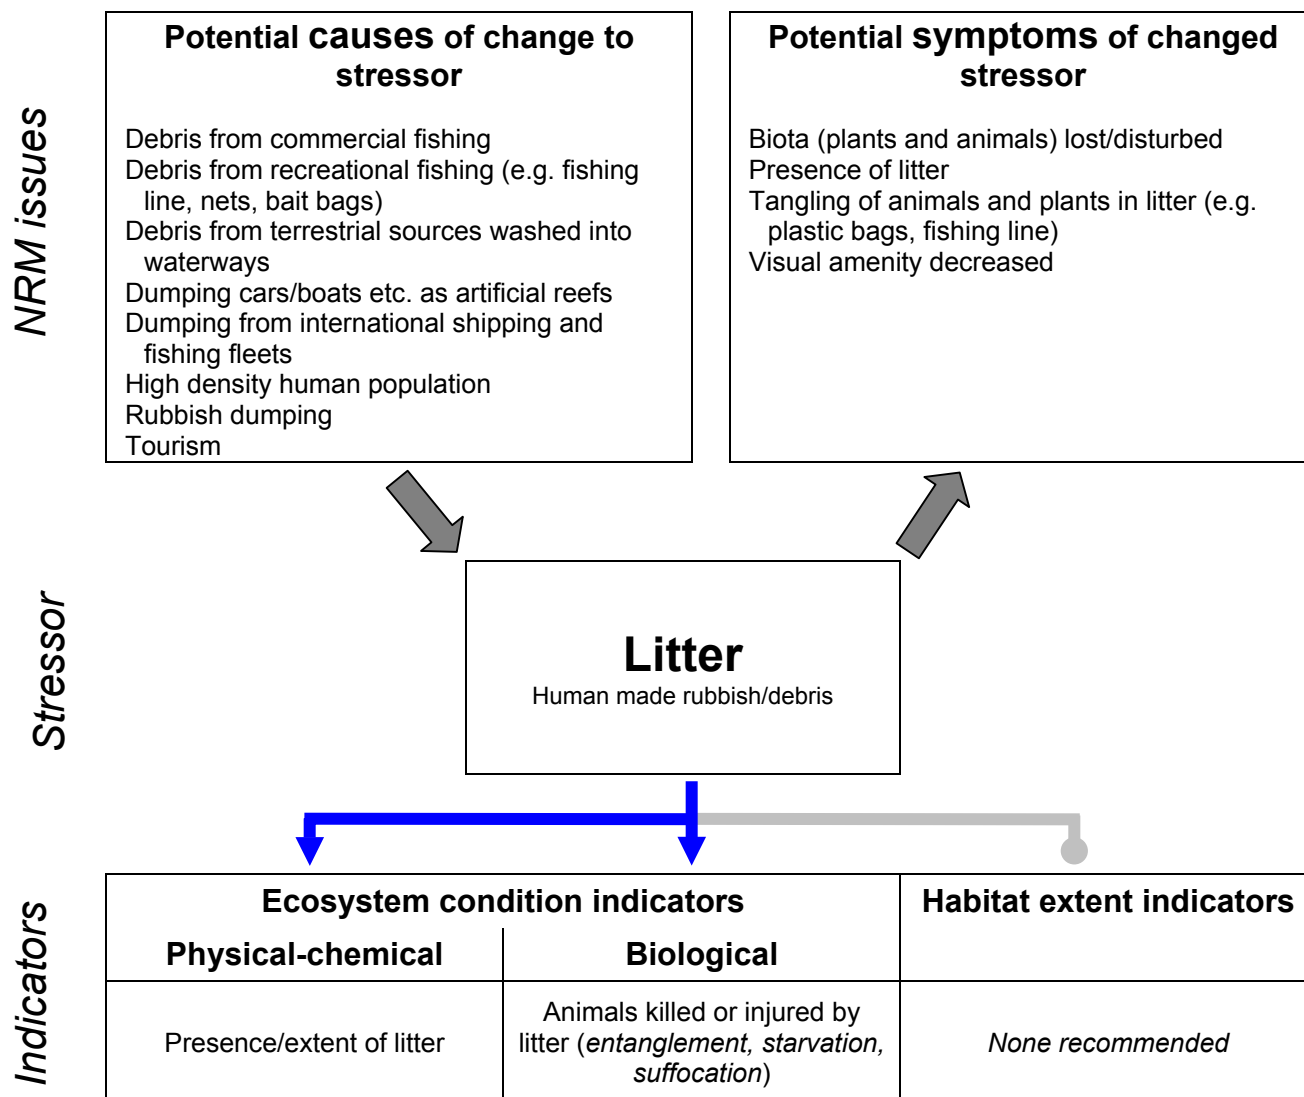 NRM issues
Potential causes of change to
stressor
Debris from commercial fishing
Debris from recreational fishing (e.g. fishing
line, nets, bait bags)
Debris from terrestrial sources washed into
waterways
Dumping cars/boats etc. as artificial reefs
Dumping from international shipping and
fishing fleets
High density human population
Rubbish dumping
Tourism
Potential symptoms of changed
stressor
Biota (plants and animals) lost/disturbed
Presence of litter
Tangling of animals and plants in litter (e.g.
plastic bags, fishing line)
Visual amenity decreased
Stressor
Litter
Human made rubbish/debris
Indicators
Ecosystem condition indicators
Habitat extent indicators
Physical-chemical
Biological
Presence/extent of litter
Animals killed or injured by
litter (entanglement, starvation,
suffocation)
None recommended